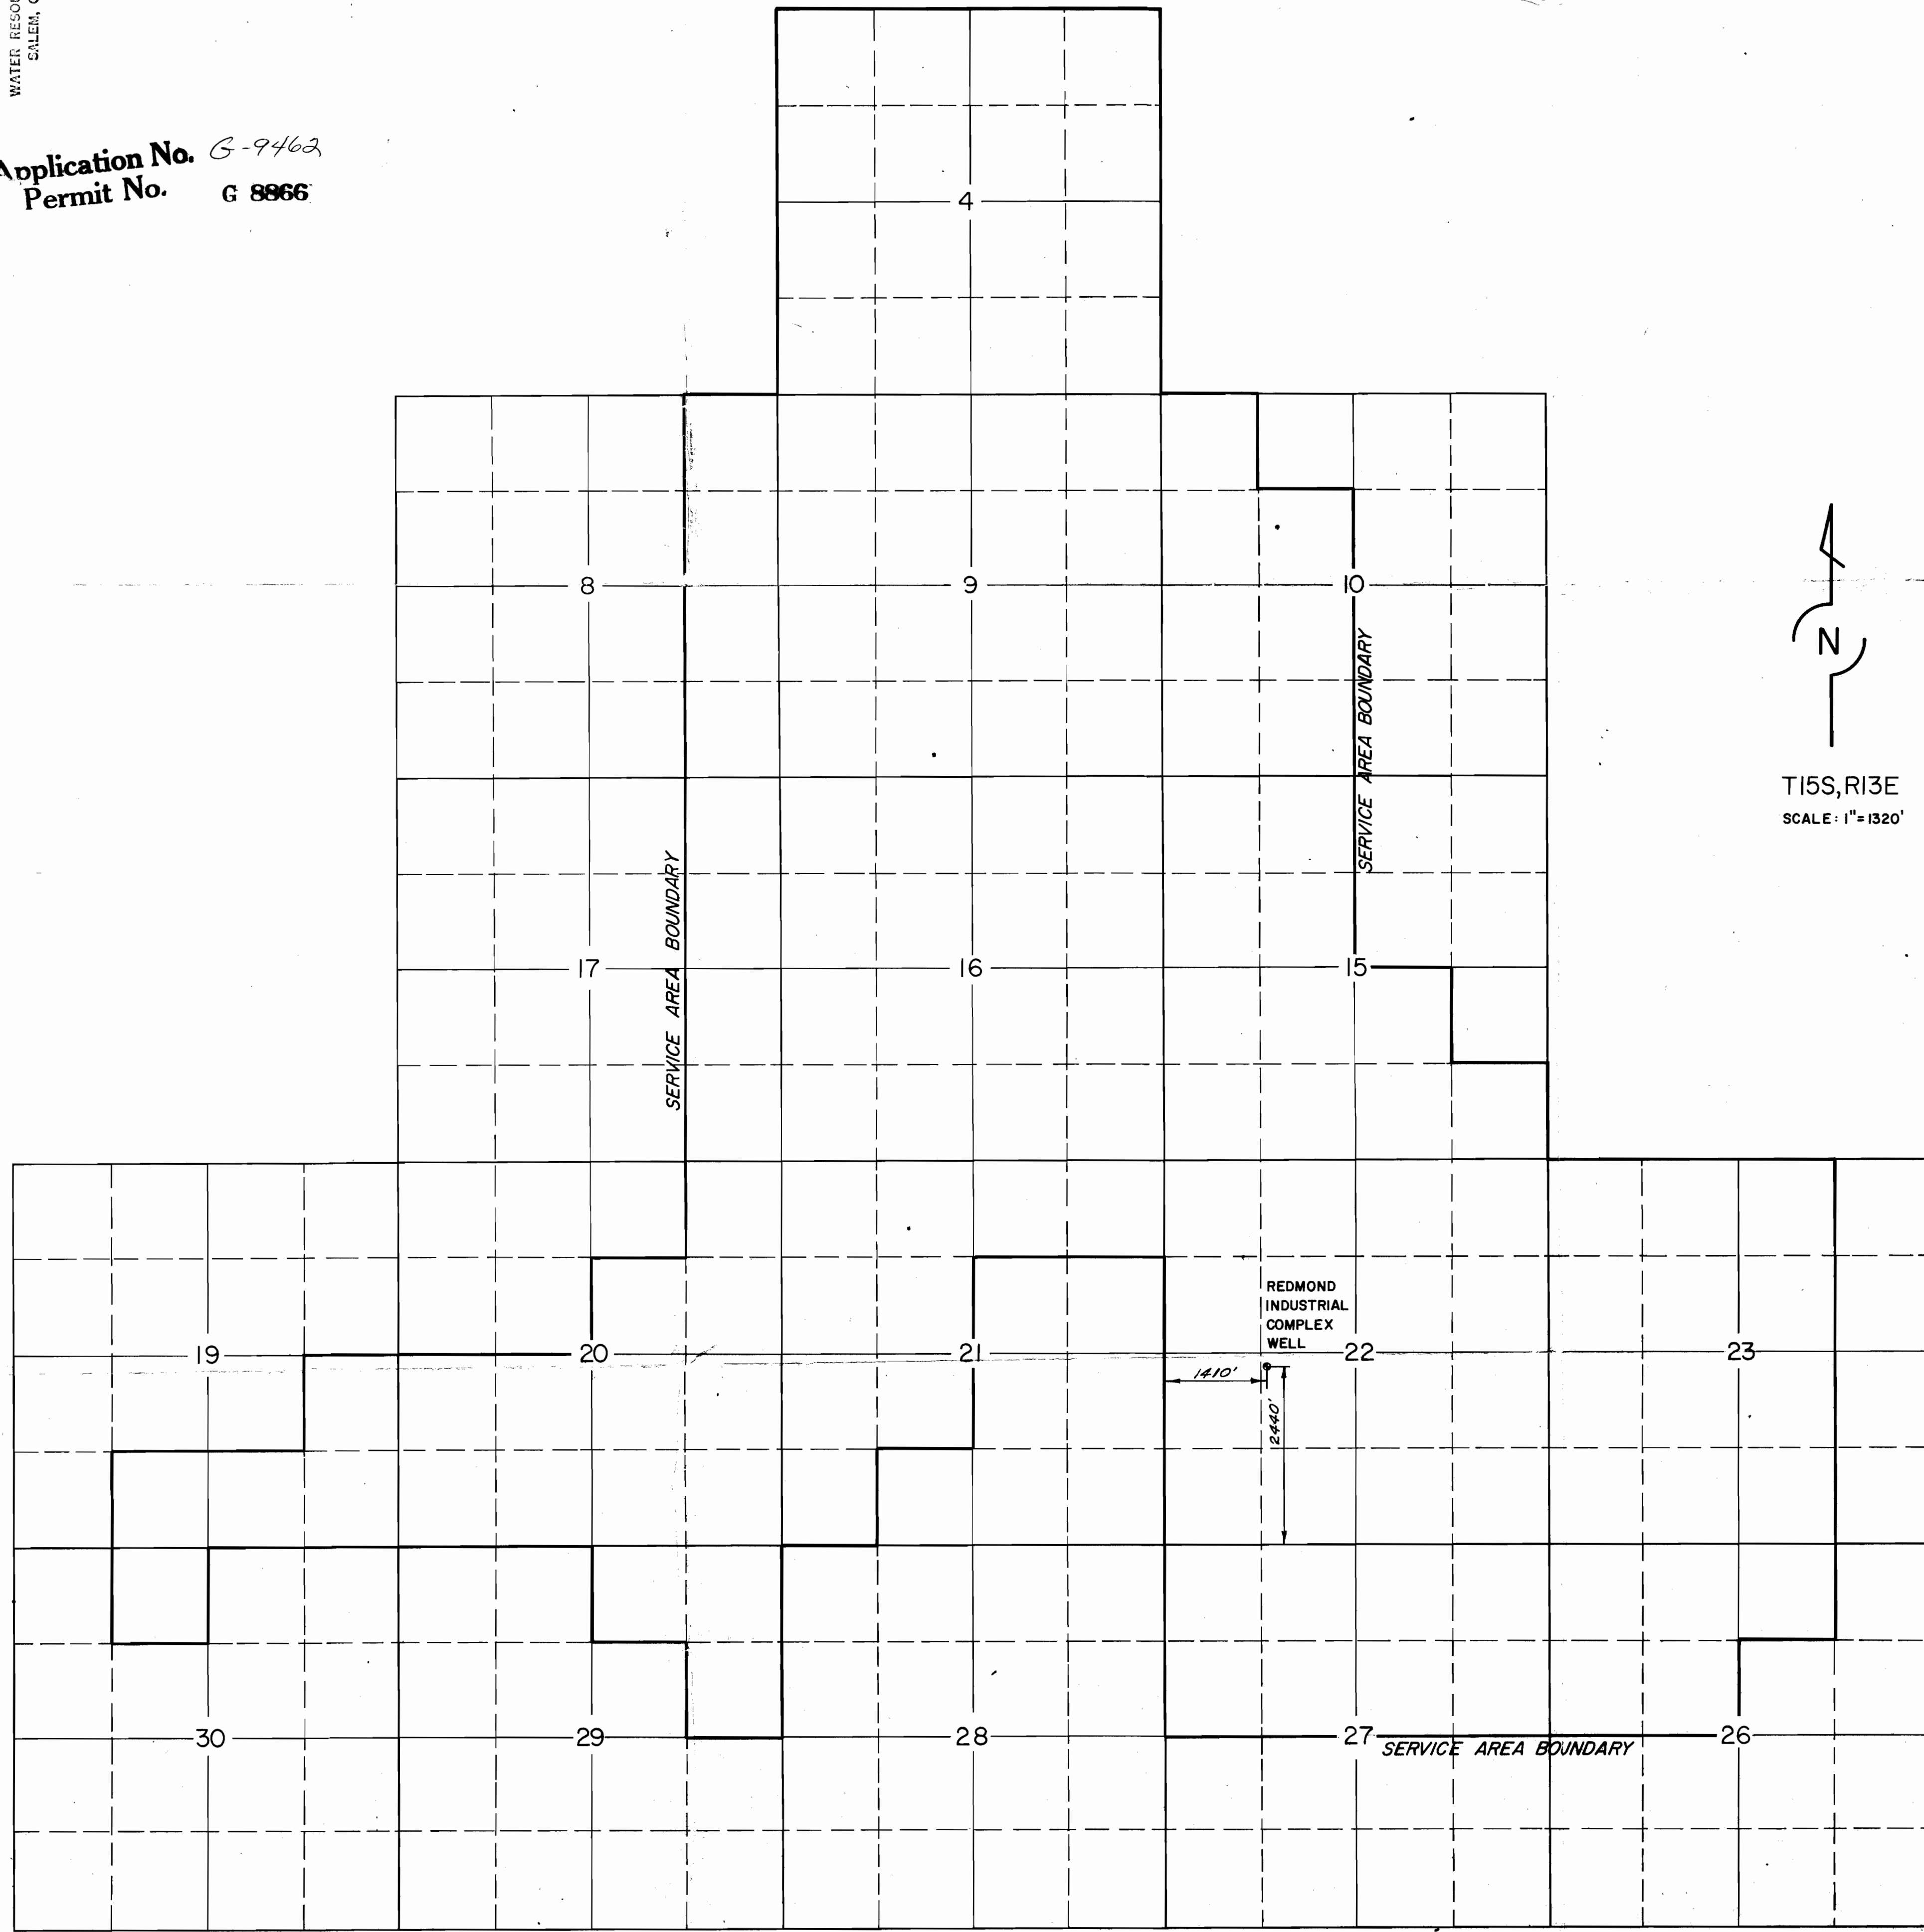 WATER
SALEM,
Application No. G-9462
Permit No. G 8866
4
8
9
10
N
T15S,R13E
SCALE: 1"=1320'
SERVICE AREA BOUNDARY
SERVICE AREA BOUNDARY
17
16
15
REDMOND
INDUSTRIAL
COMPLEX
WELL
19
20
21
22
23
1410'
2440'
30
29
28
27
26
SERVICE AREA BOUNDARY